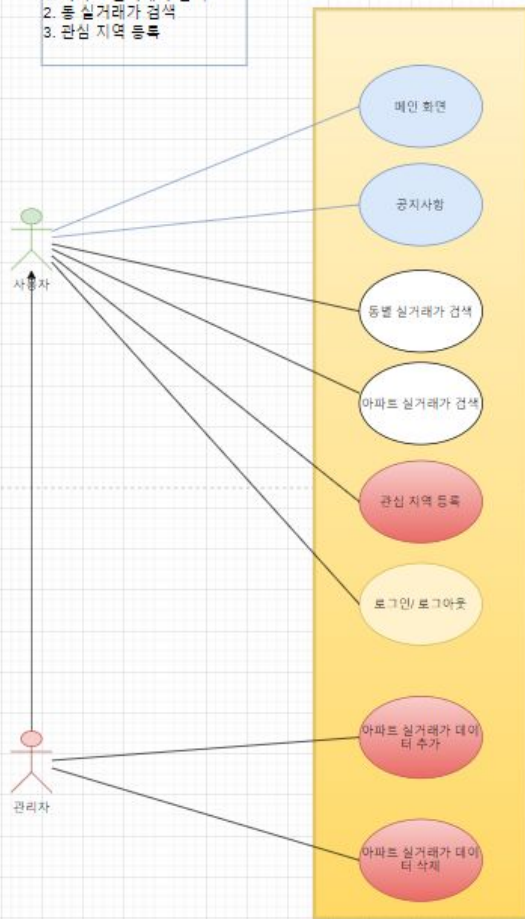 2. 동 실거래가 검색
3. 관심 지역 등록
메인 화면
공지사항
사용자
동별 실거래가 검색
아파트 실거래가 검색
관심 지역 등록
로그인/ 로그아웃
아파트 실거래가 데이
터 추가
관리자
아파트 실거래가 데이
터 삭제